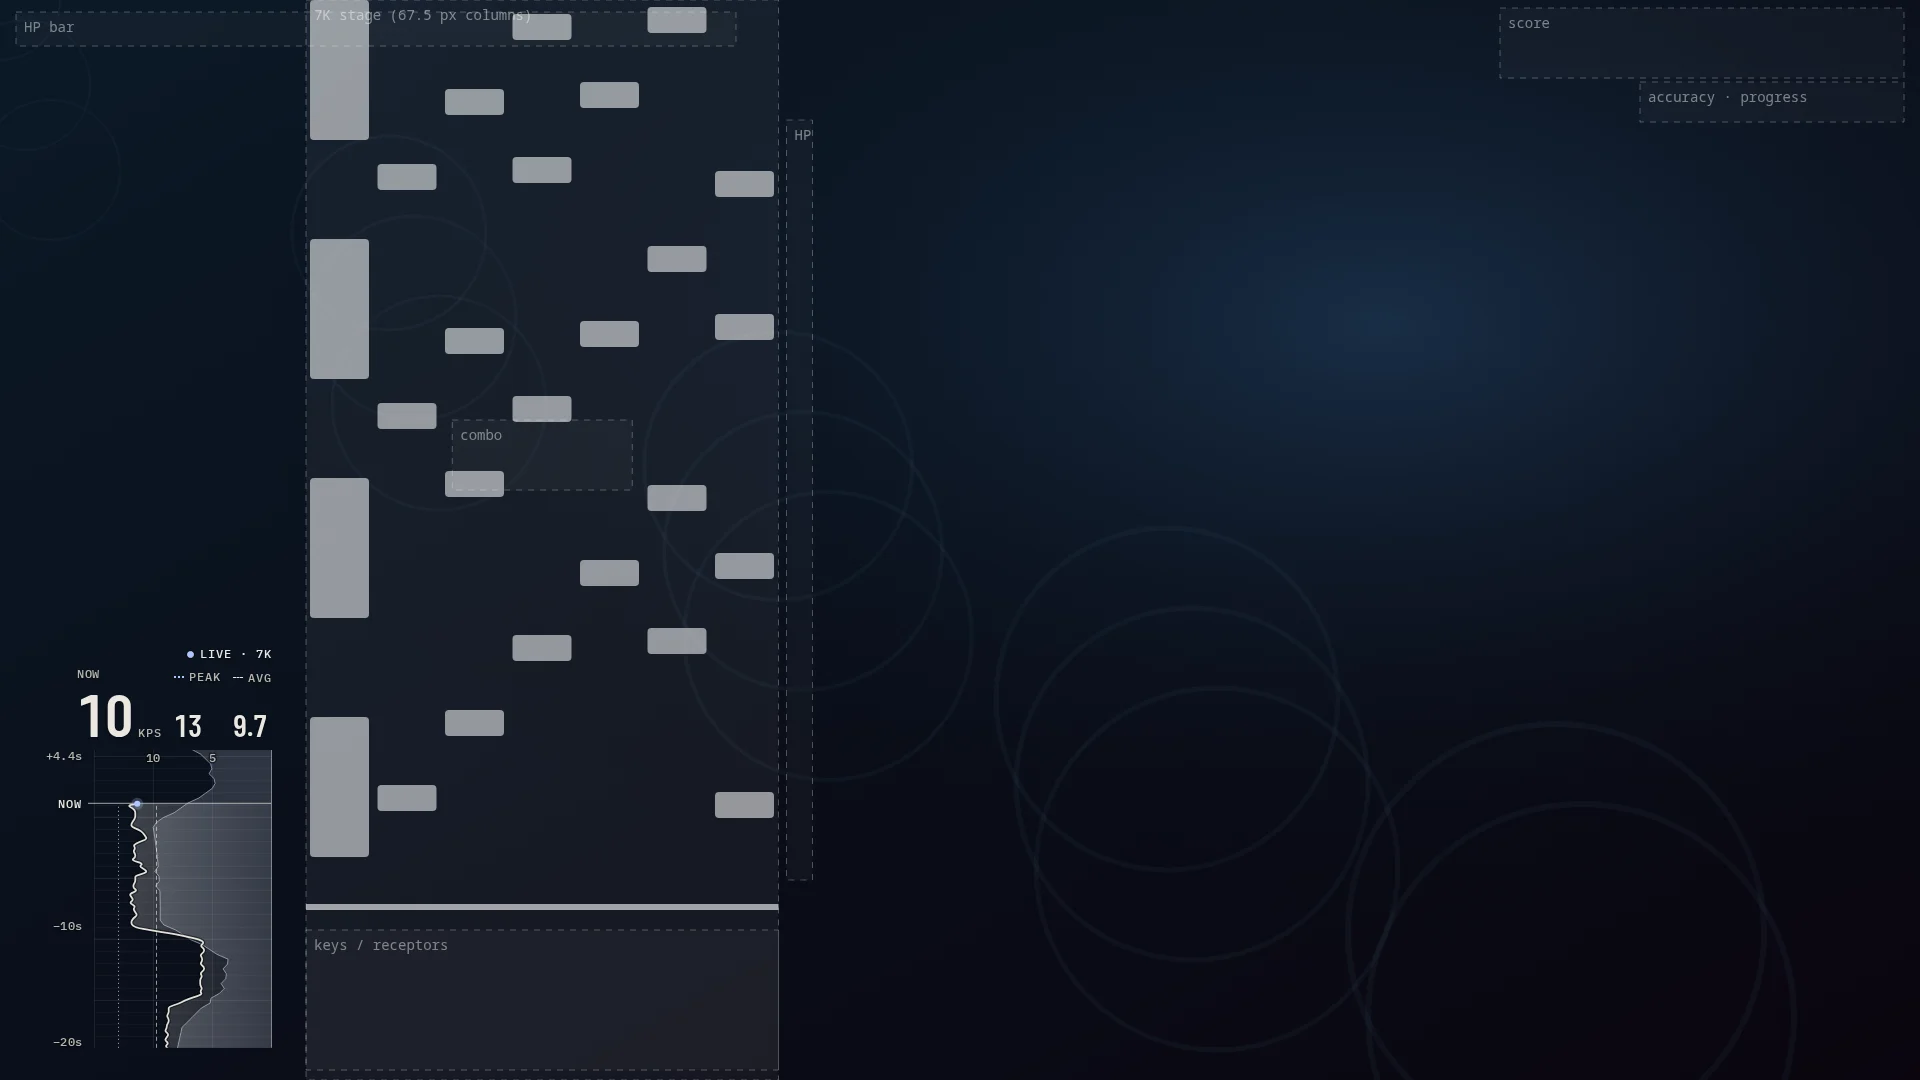 HP bar
7K stage (67.5 px columns)
score
accuracy · progress
HP
combo
LIVE · 7K
NOW
PEAK AVG
10 KPS 13 9.7
+4.4s
10 5
NOW
−10s
−20s
keys / receptors